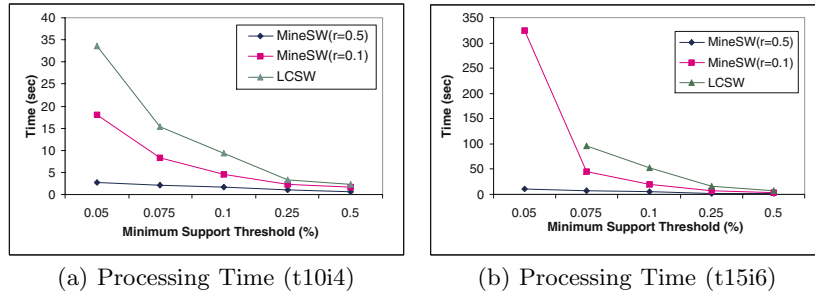 40
35
30
25
20
15
10
5
0
Time (sec)
MineSW(r=0.5)
MineSW(r=0.1)
LCSW
0.05 0.075 0.1 0.25 0.5
Minimum Support Threshold (%)
(a) Processing Time (t10i4)
350
300
250
200
150
100
50
0
Time (sec)
MineSW(r=0.5)
MineSW(r=0.1)
LCSW
0.05 0.075 0.1 0.25 0.5
Minimum Support Threshold (%)
(b) Processing Time (t15i6)